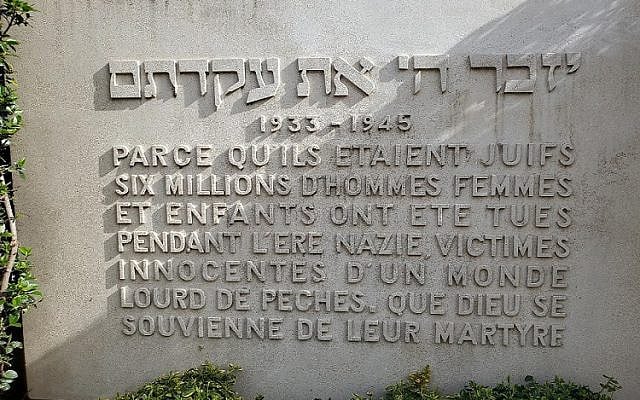 יזכר ה' את עקדתם
1933 - 1945
PARCE QU'ILS ETAIENT JUIFS
SIX MILLIONS D'HOMMES FEMMES
ET ENFANTS ONT ETE TUES
PENDANT L'ERE NAZIE, VICTIMES
INNOCENTES D'UN MONDE
LOURD DE PECHES. QUE DIEU SE
SOUVIENNE DE LEUR MARTYRE